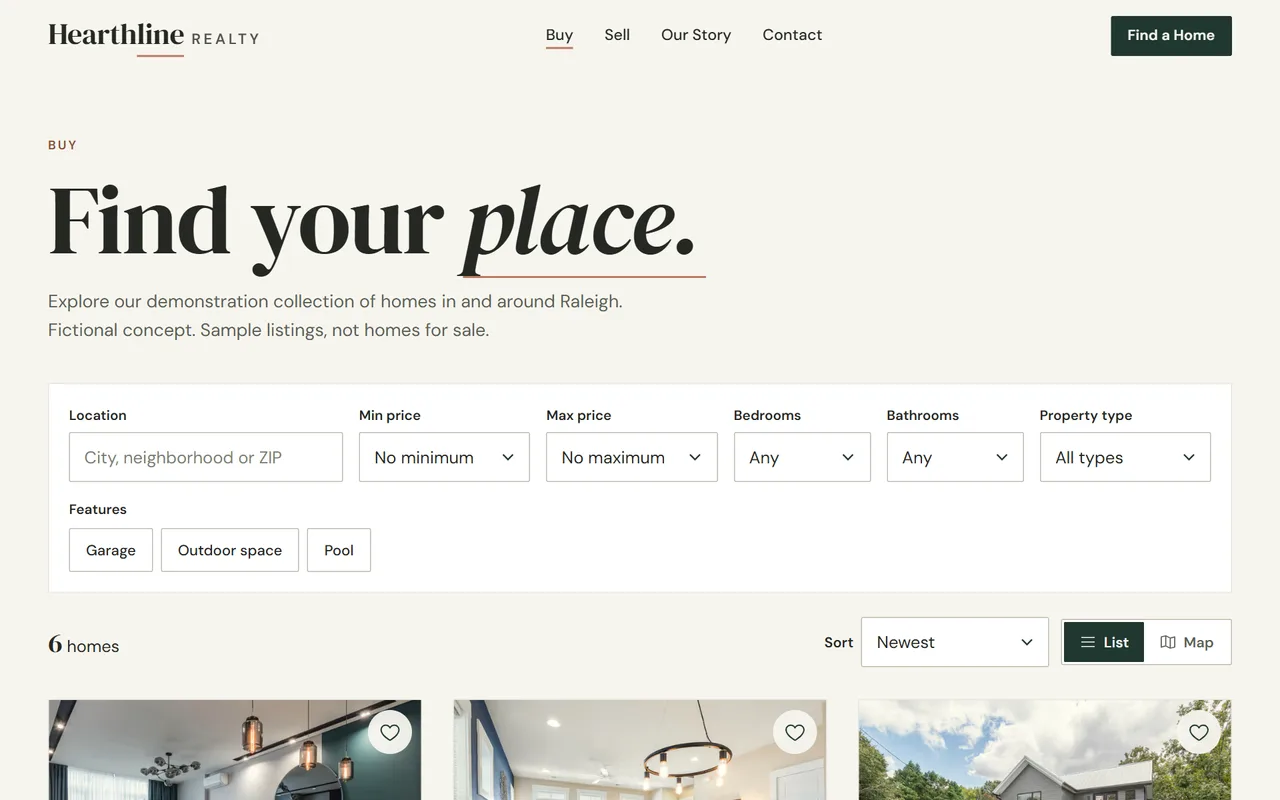 Hearthline REALTY
Buy Sell Our Story Contact
Find a Home
BUY
Find your place.
Explore our demonstration collection of homes in and around Raleigh.
Fictional concept. Sample listings, not homes for sale.
Location Min price Max price Bedrooms Bathrooms Property type
City, neighborhood or ZIP No minimum No maximum Any Any All types
Features
Garage Outdoor space Pool
6 homes
Sort Newest List Map